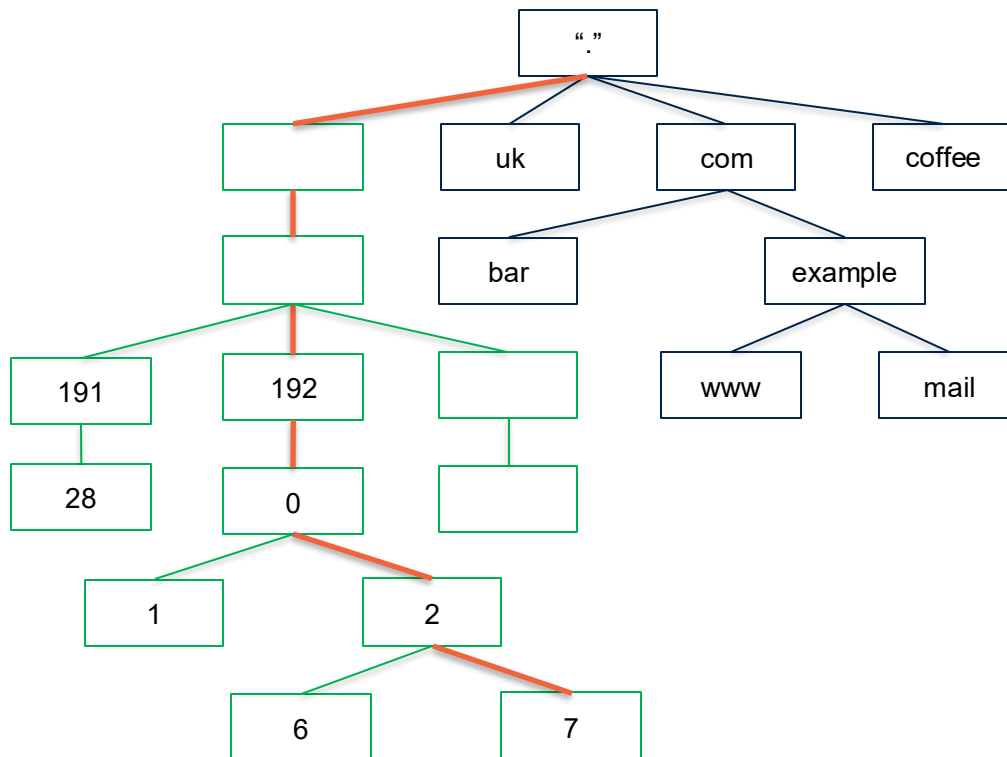 “.”
uk
com
coffee
bar
example
191
192
www
mail
28
0
1
2
6
7